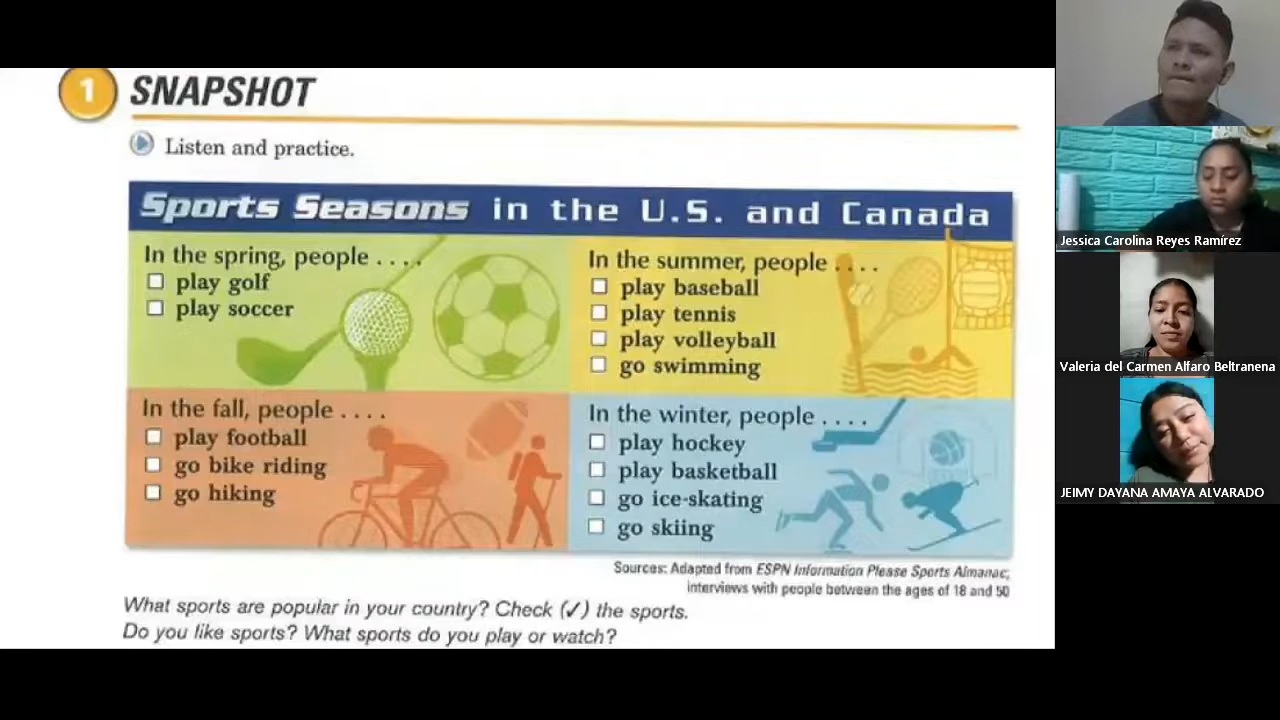 1 SNAPSHOT
Listen and practice.
Sports Seasons in the U.S. and Canada
In the spring, people . . . .
play golf
play soccer
In the summer, people . . . .
play baseball
play tennis
play volleyball
go swimming
In the fall, people . . . .
play football
go bike riding
go hiking
In the winter, people . . . .
play hockey
play basketball
go ice-skating
go skiing
Sources: Adapted from ESPN Information Please Sports Almanac;
interviews with people between the ages of 18 and 50
What sports are popular in your country? Check (✓) the sports.
Do you like sports? What sports do you play or watch?
Jessica Carolina Reyes Ramírez
Valeria del Carmen Alfaro Beltranena
JEIMY DAYANA AMAYA ALVARADO